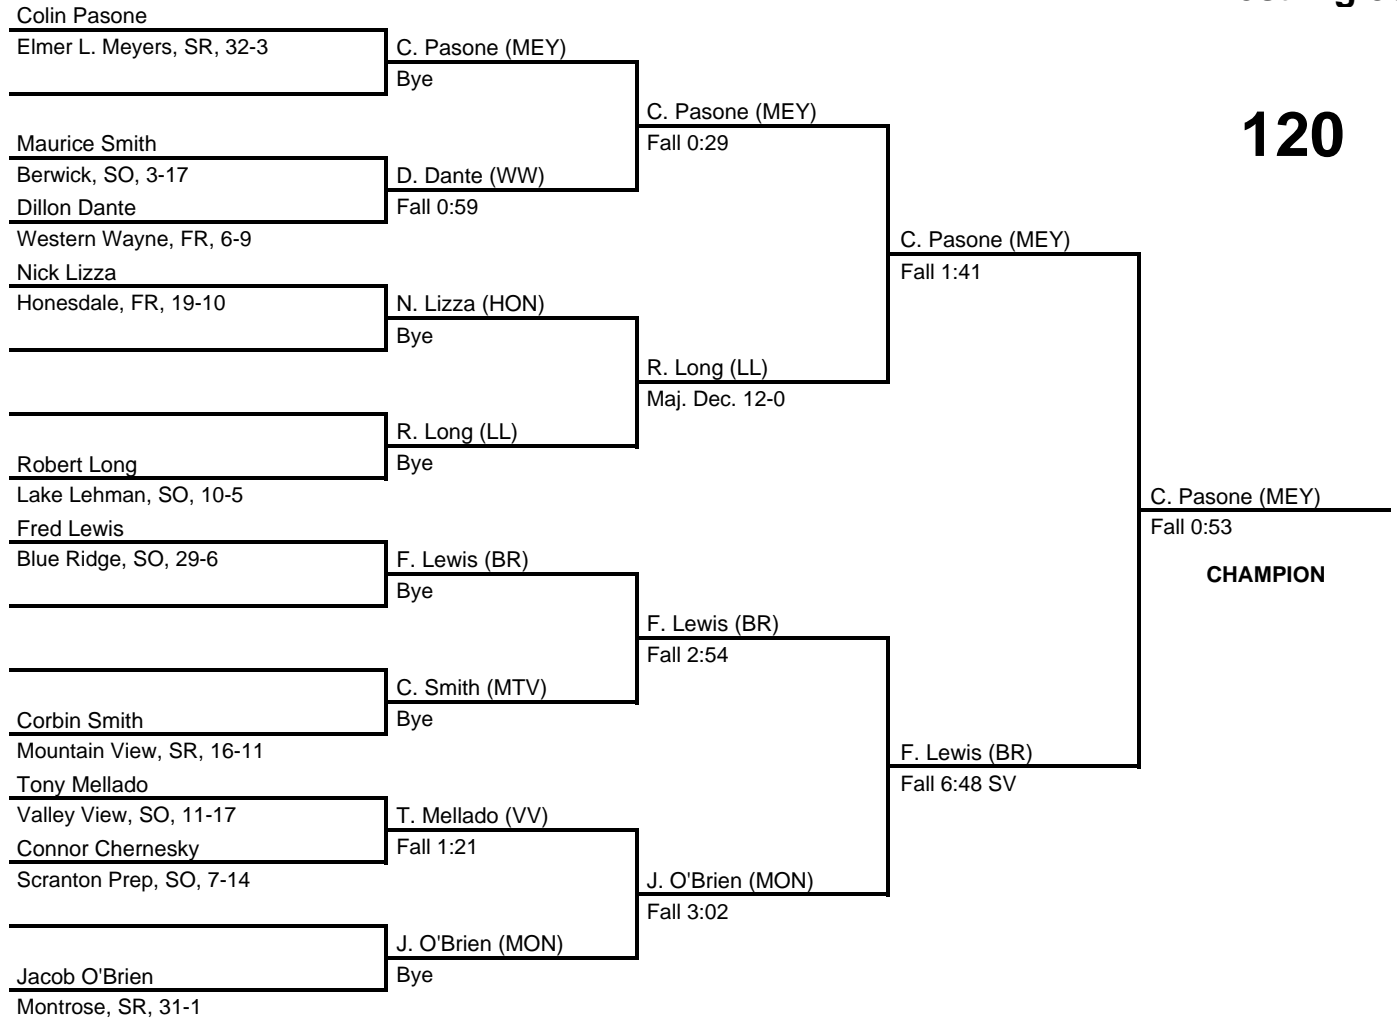 Colin Pasone
Elmer L. Meyers, SR, 32-3
C. Pasone (MEY)
Bye
C. Pasone (MEY)
Fall 0:29
120
Maurice Smith
Berwick, SO, 3-17
D. Dante (WW)
Dillon Dante
Fall 0:59
Western Wayne, FR, 6-9
C. Pasone (MEY)
Fall 1:41
Nick Lizza
Honesdale, FR, 19-10
N. Lizza (HON)
Bye
R. Long (LL)
Maj. Dec. 12-0
R. Long (LL)
Bye
Robert Long
Lake Lehman, SO, 10-5
C. Pasone (MEY)
Fall 0:53
CHAMPION
Fred Lewis
Blue Ridge, SO, 29-6
F. Lewis (BR)
Bye
F. Lewis (BR)
Fall 2:54
C. Smith (MTV)
Bye
Corbin Smith
Mountain View, SR, 16-11
F. Lewis (BR)
Fall 6:48 SV
Tony Mellado
Valley View, SO, 11-17
T. Mellado (VV)
Connor Chernesky
Fall 1:21
Scranton Prep, SO, 7-14
J. O'Brien (MON)
Fall 3:02
J. O'Brien (MON)
Bye
Jacob O'Brien
Montrose, SR, 31-1